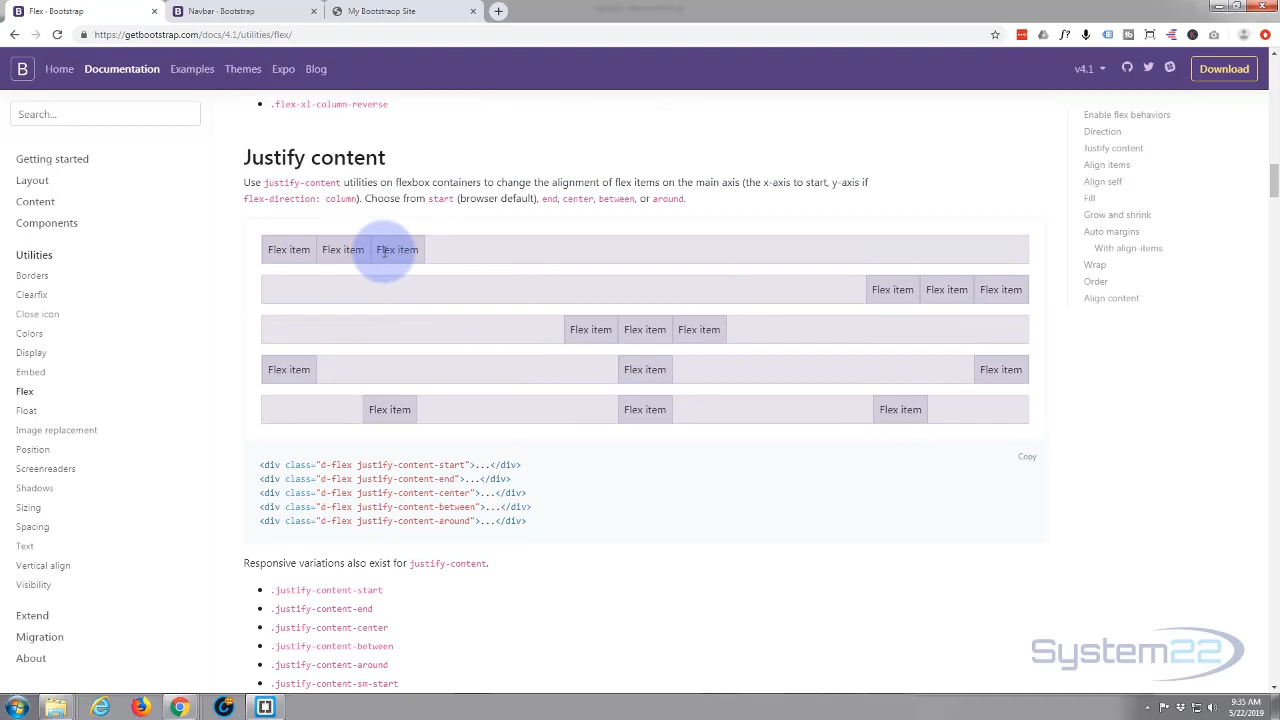 Flex · Bootstrap
Navbar · Bootstrap
My Bootstraop Site
https://getbootstrap.com/docs/4.1/utilities/flex/
B Home Documentation Examples Themes Expo Blog v4.1 Download
Search...
Getting started
Layout
Content
Components
Utilities
Borders
Clearfix
Close icon
Colors
Display
Embed
Flex
Float
Image replacement
Position
Screenreaders
Shadows
Sizing
Spacing
Text
Vertical align
Visibility
Extend
Migration
About
.flex-xl-column-reverse
Justify content
Use justify-content utilities on flexbox containers to change the alignment of flex items on the main axis (the x-axis to start, y-axis if
flex-direction: column). Choose from start (browser default), end, center, between, or around.
Flex item Flex item Flex item
Flex item Flex item Flex item
Flex item Flex item Flex item
Flex item Flex item Flex item
Flex item Flex item Flex item
Copy
<div class="d-flex justify-content-start">...</div>
<div class="d-flex justify-content-end">...</div>
<div class="d-flex justify-content-center">...</div>
<div class="d-flex justify-content-between">...</div>
<div class="d-flex justify-content-around">...</div>
Responsive variations also exist for justify-content.
.justify-content-start
.justify-content-end
.justify-content-center
.justify-content-between
.justify-content-around
.justify-content-sm-start
Enable flex behaviors
Direction
Justify content
Align items
Align self
Fill
Grow and shrink
Auto margins
With align-items
Wrap
Order
Align content
System22
9:35 AM
5/22/2019